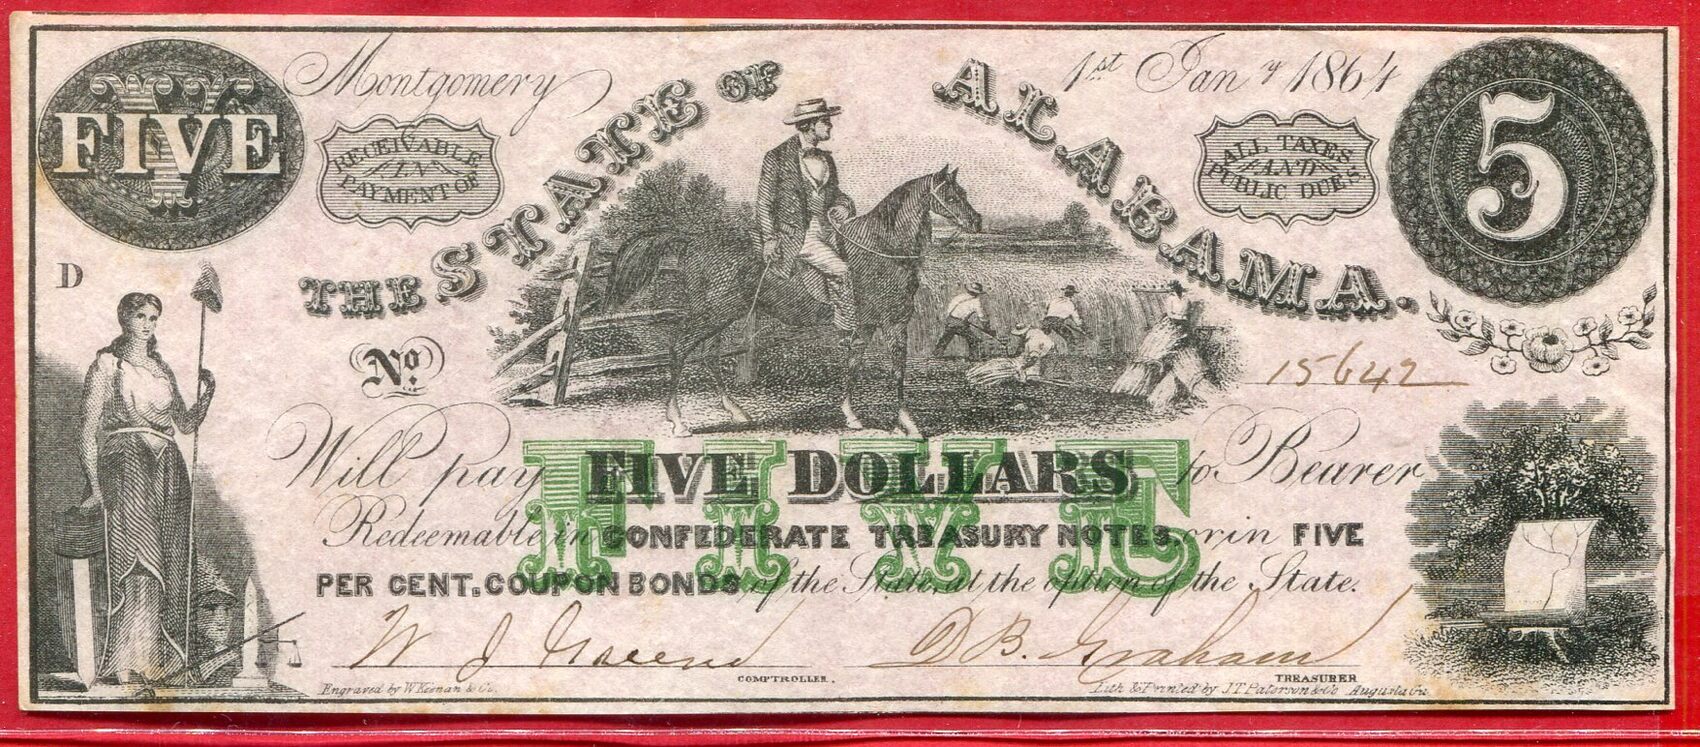 FIVE
Montgomery
1st Jany 1864
5
RECEIVABLE
IN
PAYMENT OF
ALL TAXES
AND
PUBLIC DUES
THE STATE OF ALABAMA.
D
No.
15642
Will pay FIVE DOLLARS to Bearer
FIVE
Redeemable in CONFEDERATE TREASURY NOTES, or in FIVE
PER CENT. COUPON BONDS of the State, at the option of the State.
W J
D B. Graham
COMPTROLLER.
TREASURER
Engraved by W Keenan & Co.
Lith & Printed by J.T. Paterson & Co Augusta Ga.